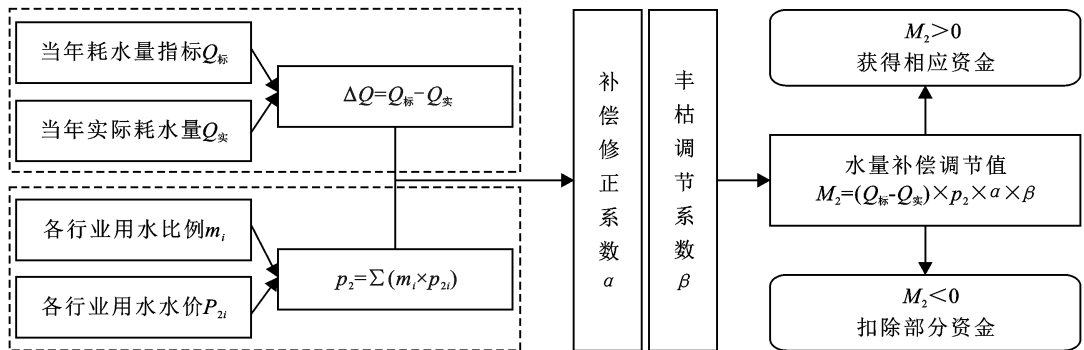 当年耗水量指标Q标
当年实际耗水量Q实
ΔQ=Q标-Q实
各行业用水比例mi
各行业用水水价P2i
p2=∑(mi×p2i)
补偿修正系数α
丰枯调节系数β
M2>0
获得相应资金
水量补偿调节值
M2=(Q标-Q实)×p2×α×β
M2<0
扣除部分资金